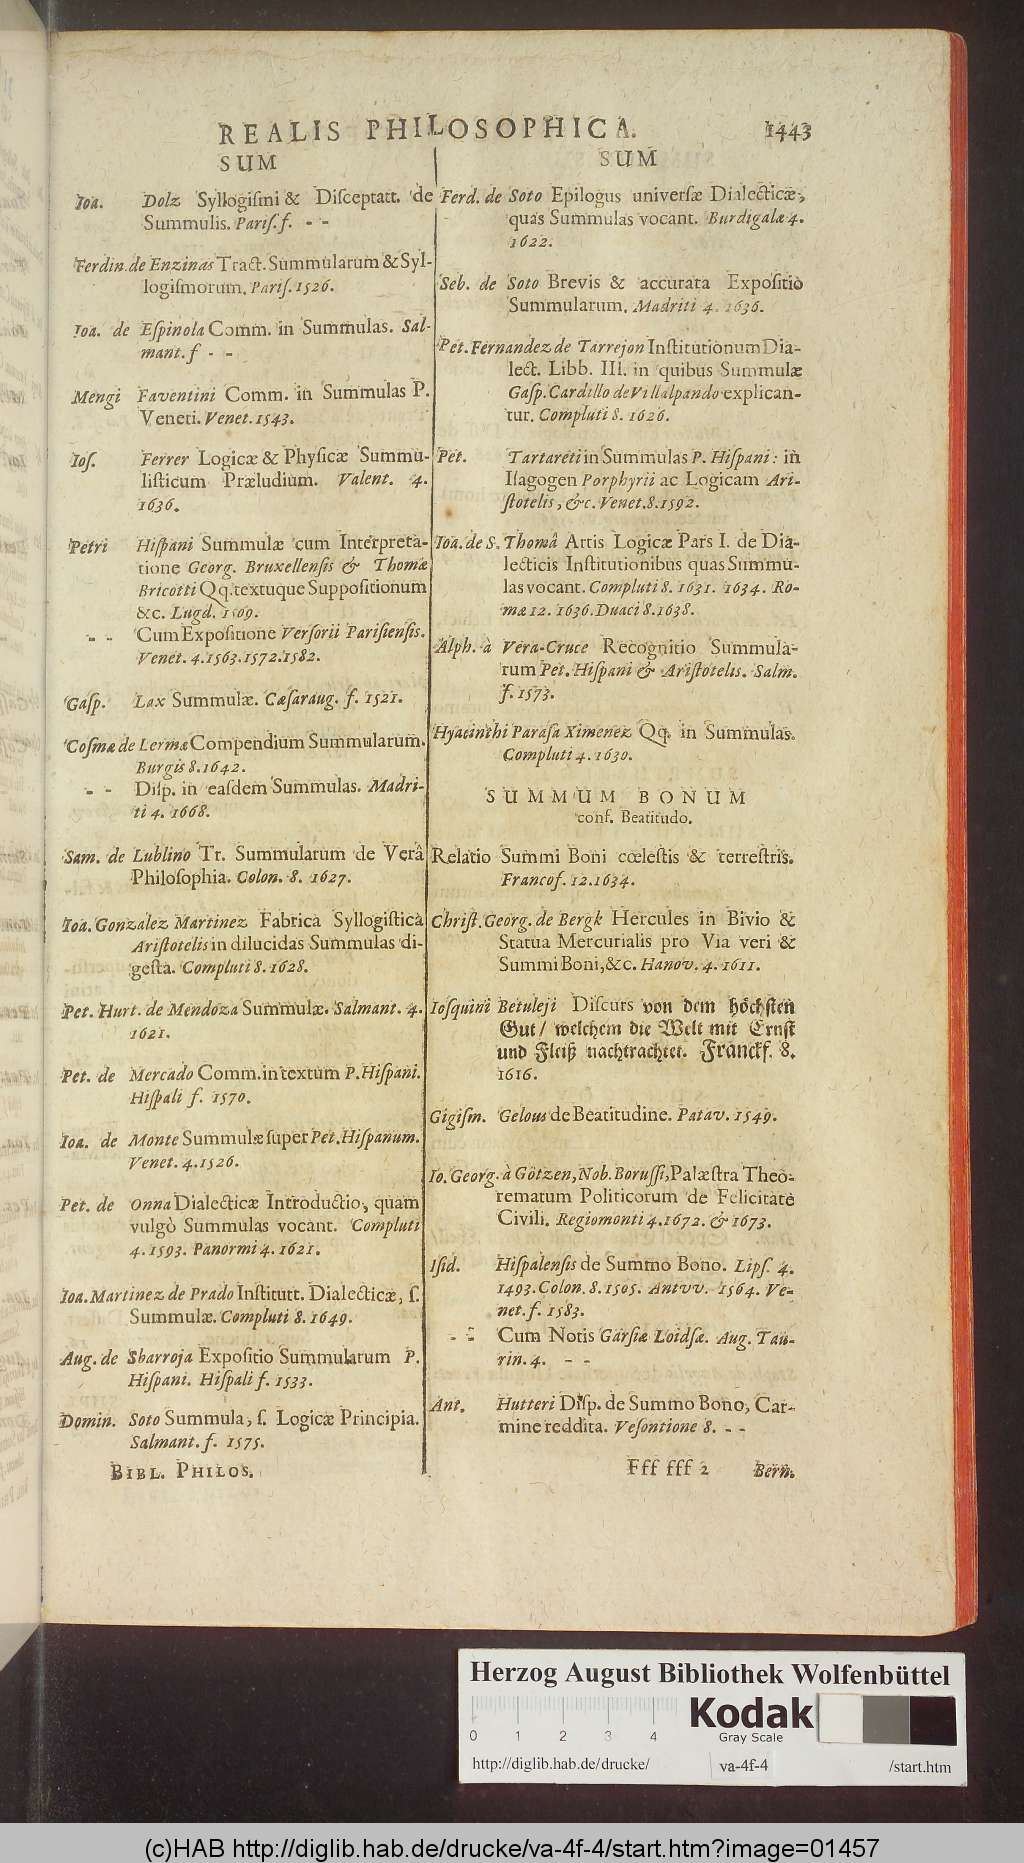 REALIS PHILOSOPHICA. 1443
SUM
Ioa. Dolz Syllogiſmi & Diſceptatt. de
Summulis. Pariſ. f. - -
Ferdin. de Enzinas Tract. Summularum & Syl-
logiſmorum. Pariſ. 1526.
Ioa. de Eſpinola Comm. in Summulas. Sal-
mant. f - -
Mengi Faventini Comm. in Summulas P.
Veneti. Venet. 1543.
Ioſ. Ferrer Logicæ & Phyſicæ Summu-
liſticum Præludium. Valent. 4.
1636.
Petri Hiſpani Summulæ cum Interpreta-
tione Georg. Bruxellenſis & Thomæ
Bricotti Qq. textuque Suppoſitionum
&c. Lugd. 1509.
- - Cum Expoſitione Verſorii Pariſienſis.
Venet. 4. 1563. 1572. 1582.
Gaſp. Lax Summulæ. Cæſaraug. f. 1521.
Coſmæ de Lermæ Compendium Summularum.
Burgis 8. 1642.
- - Diſp. in eaſdem Summulas. Madri-
ti 4. 1668.
Sam. de Lublino Tr. Summularum de Verâ
Philoſophia. Colon. 8. 1627.
Ioa. Gonzalez Martinez Fabrica Syllogiſtica
Ariſtotelis in dilucidas Summulas di-
geſta. Compluti 8. 1628.
Pet. Hurt. de Mendoza Summulæ. Salmant. 4.
1621.
Pet. de Mercado Comm. in textum P. Hiſpani.
Hiſpali f. 1570.
Ioa. de Monte Summulæ ſuper Pet. Hiſpanum.
Venet. 4. 1526.
Pet. de Onna Dialecticæ Introductio, quam
vulgò Summulas vocant. Compluti
4. 1593. Panormi 4. 1621.
Ioa. Martinez de Prado Inſtitutt. Dialecticæ, ſ.
Summulæ. Compluti 8. 1649.
Aug. de Sbarroja Expoſitio Summularum P.
Hiſpani. Hiſpali f. 1533.
Domin. Soto Summula, ſ. Logicæ Principia.
Salmant. f. 1575.
BIBL. PHILOS.
SUM
Ferd. de Soto Epilogus univerſæ Dialecticæ,
quas Summulas vocant. Burdigalæ 4.
1622.
Seb. de Soto Brevis & accurata Expoſitio
Summularum. Madriti 4. 1636.
Pet. Fernandez de Tarrejon Inſtitutionum Dia-
lect. Libb. III. in quibus Summulæ
Gaſp. Cardillo de Villalpando explican-
tur. Compluti 8. 1626.
Pet. Tartareti in Summulas P. Hiſpani: in
Iſagogen Porphyrii ac Logicam Ari-
ſtotelis, &c. Venet. 8. 1592.
Ioa. de S. Thomâ Artis Logicæ Pars I. de Dia-
lecticis Inſtitutionibus quas Summu-
las vocant. Compluti 8. 1631. 1634. Ro-
mæ 12. 1636. Duaci 8. 1638.
Alph. à Vera-Cruce Recognitio Summula-
rum Pet. Hiſpani & Ariſtotelis. Salm.
f. 1573.
Hyacinthi Paraſa Ximenez Qq. in Summulas.
Compluti 4. 1630.
SUMMUM BONUM
conf. Beatitudo.
Relatio Summi Boni cœleſtis & terreſtris.
Francof. 12. 1634.
Chriſt. Georg. de Bergk Hercules in Bivio &
Statua Mercurialis pro Via veri &
Summi Boni, &c. Hanov. 4. 1611.
Ioſquini Betuleji Diſcurs von dem höchſten
Gut/ welchem die Welt mit Ernſt
und Fleiß nachtrachtet. Franckf. 8.
1616.
Gigiſm. Gelous de Beatitudine. Patav. 1549.
Io. Georg. à Götzen, Nob. Boruſſi, Palæſtra Theo-
rematum Politicorum de Felicitate
Civili. Regiomonti 4. 1672. & 1673.
Iſid. Hiſpalenſis de Summo Bono. Lipſ. 4.
1493. Colon. 8. 1505. Antvv. 1564. Ve-
net. f. 1583.
- - Cum Notis Garſiæ Loidſæ. Aug. Tau-
rin. 4. - -
Ant. Hutteri Diſp. de Summo Bono, Car-
mine reddita. Veſontione 8. - -
Fff fff 2 Bern.
Herzog August Bibliothek Wolfenbüttel
Kodak
0 1 2 3 4
Gray Scale
http://diglib.hab.de/drucke/ va-4f-4 /start.htm
(c)HAB http://diglib.hab.de/drucke/va-4f-4/start.htm?image=01457